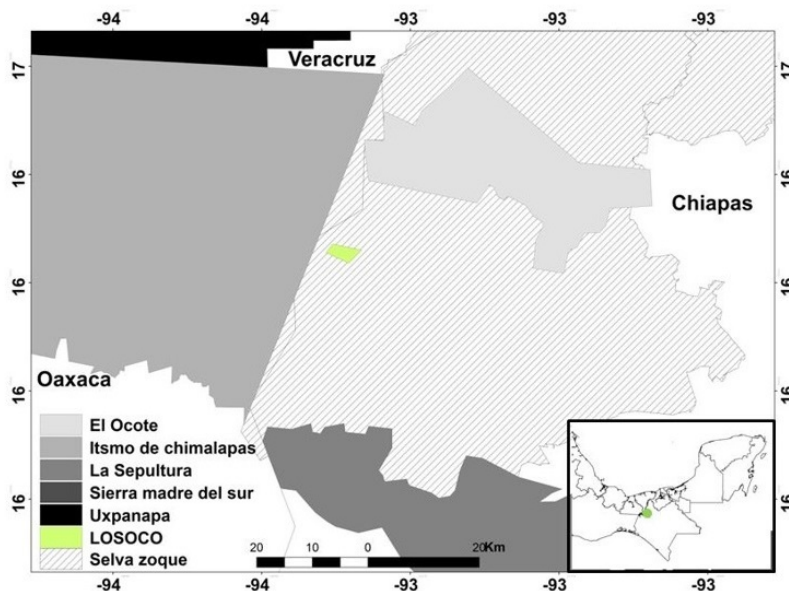 -94 -94 -93 -93 -93
17 17
Veracruz
16 16
Chiapas
16 16
Oaxaca
16 16
El Ocote
Itsmo de chimalapas
La Sepultura
Sierra madre del sur
Uxpanapa
LOSOCO
Selva zoque
16 16
20 10 0 20Km
-94 -94 -93 -93 -93